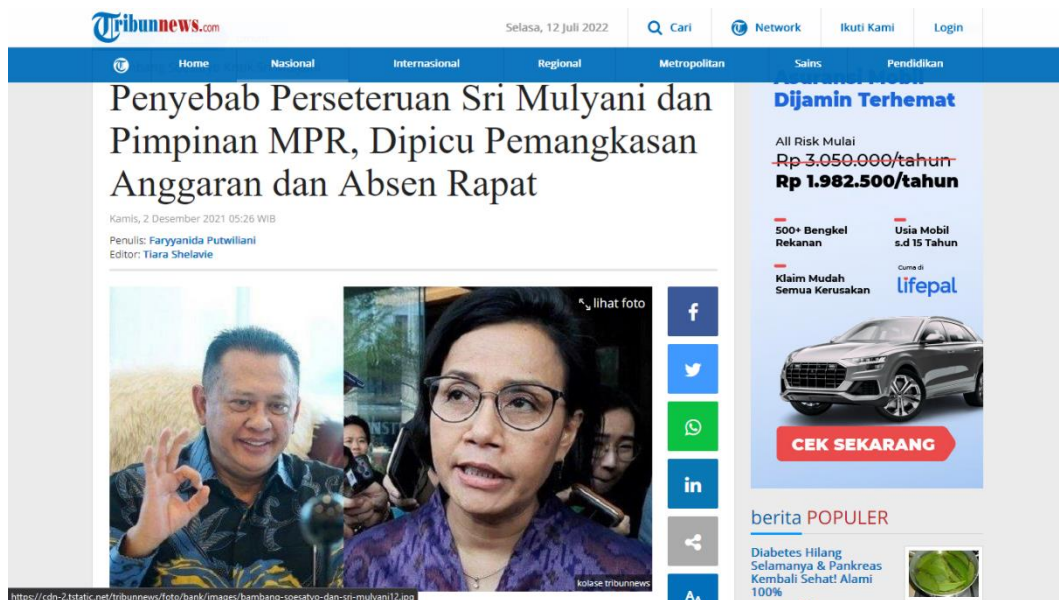 Tribunnews.com
Selasa, 12 Juli 2022
Cari
Network
Ikuti Kami
Login
Home
Nasional
Internasional
Regional
Metropolitan
Sains
Pendidikan
Penyebab Perseteruan Sri Mulyani dan
Pimpinan MPR, Dipicu Pemangkasan
Anggaran dan Absen Rapat
Kamis, 2 Desember 2021 05:26 WIB
Penulis: Faryyanida Putwiliani
Editor: Tiara Shelavie
lihat foto
kolase tribunnews
Asuransi Mobil
Dijamin Terhemat
All Risk Mulai
Rp 3.050.000/tahun
Rp 1.982.500/tahun
500+ Bengkel
Rekanan
Usia Mobil
s.d 15 Tahun
Klaim Mudah
Semua Kerusakan
Cuma di
lifepal
CEK SEKARANG
berita POPULER
Diabetes Hilang
Selamanya & Pankreas
Kembali Sehat! Alami
100%
https://cdn-2.tstatic.net/tribunnews/foto/bank/images/bambang-soesatyo-dan-sri-mulyani12.jpg